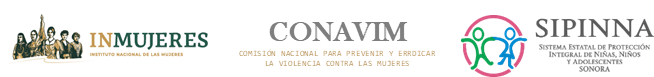 INMUJERES
INSTITUTO NACIONAL DE LAS MUJERES
CONAVIM
COMISIÓN NACIONAL PARA PREVENIR Y ERRDICAR
LA VIOLENCIA CONTRA LAS MUJERES
SIPINNA
SISTEMA ESTATAL DE PROTECCIÓN
INTEGRAL DE NIÑAS, NIÑOS
Y ADOLESCENTES
SONORA